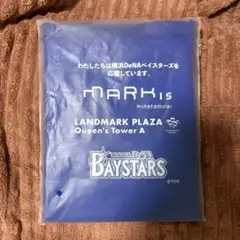 わたしたちは横浜DeNAベイスターズを
応援しています。
MARK IS
minatomirai
LANDMARK PLAZA
Queen's Tower A
BAYSTARS
©YDB